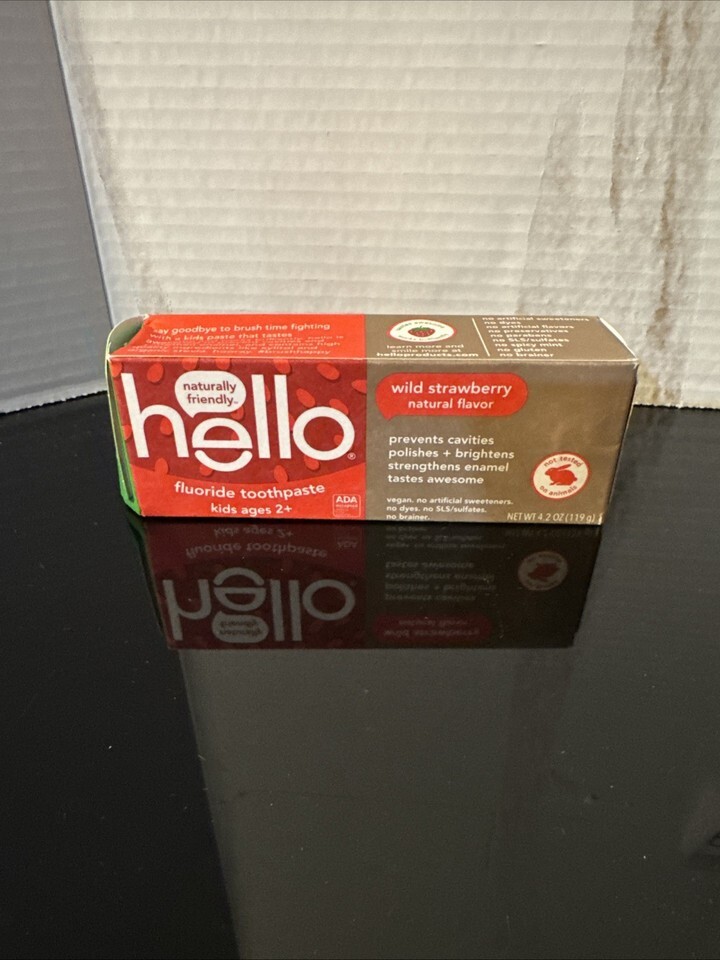 say goodbye to brush time fighting
with a kids paste that tastes
learn more and
smile more at
helloproducts.com
no artificial sweeteners
no dyes
no artificial flavors
no preservatives
no parabens
no SLS/sulfates
no spicy mint
no gluten
no brainer
naturally
friendly™
hello®
fluoride toothpaste
kids ages 2+
ADA
wild strawberry
natural flavor
prevents cavities
polishes + brightens
strengthens enamel
tastes awesome
vegan. no artificial sweeteners.
no dyes. no SLS/sulfates.
no brainer.
not tested
on animals
NET WT 4.2 OZ (119 g)